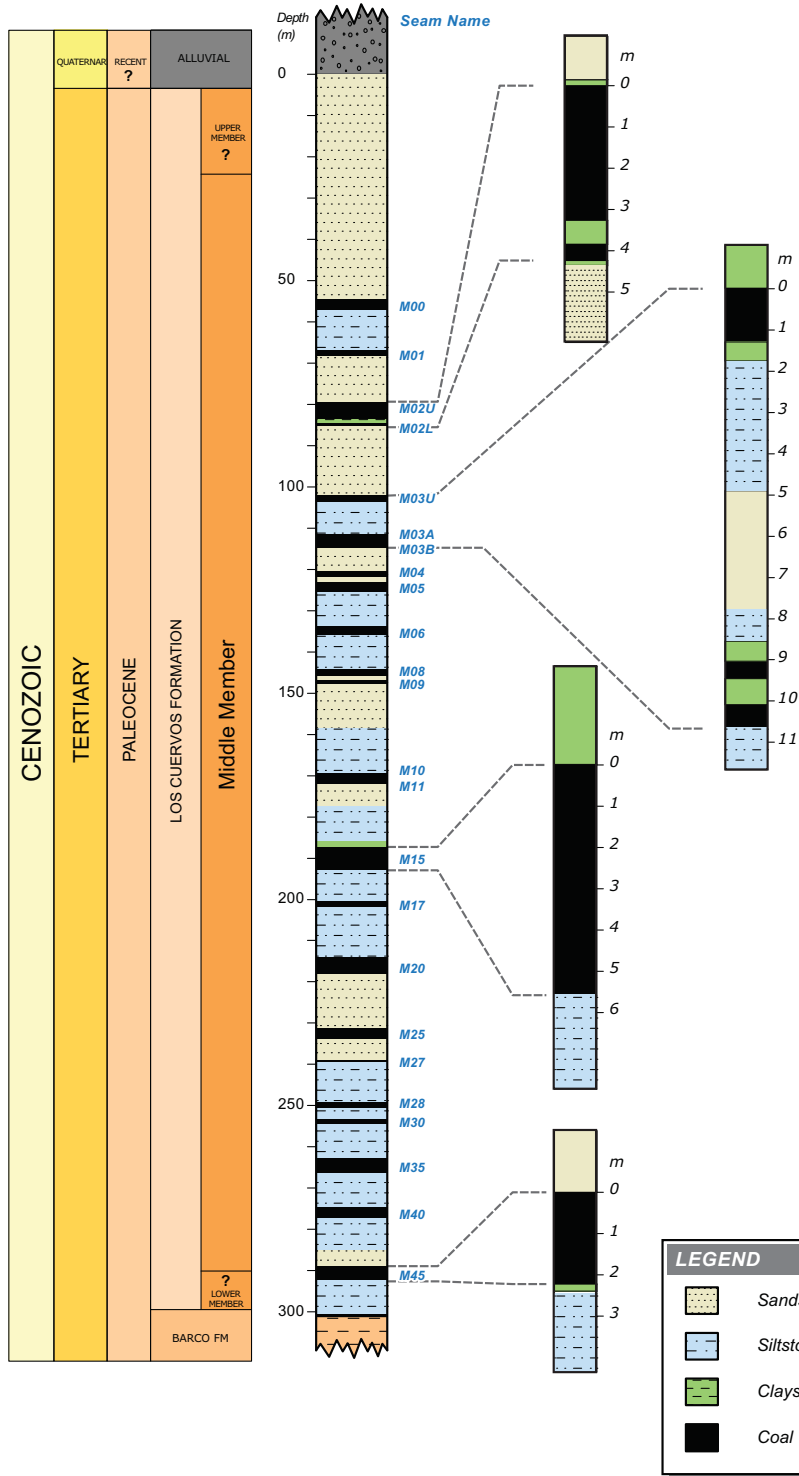 Depth
(m)
Seam Name
QUATERNAR
RECENT
?
ALLUVIAL
UPPER
MEMBER
?
CENOZOIC
TERTIARY
PALEOCENE
LOS CUERVOS FORMATION
Middle Member
?
LOWER
MEMBER
BARCO FM
0
50
100
150
200
250
300
M00
M01
M02U
M02L
M03U
M03A
M03B
M04
M05
M06
M08
M09
M10
M11
M15
M17
M20
M25
M27
M28
M30
M35
M40
M45
m
0
1
2
3
4
5
m
0
1
2
3
4
5
6
7
8
9
10
11
m
0
1
2
3
4
5
6
m
0
1
2
3
LEGEND
Sands
Siltsto
Clays
Coal